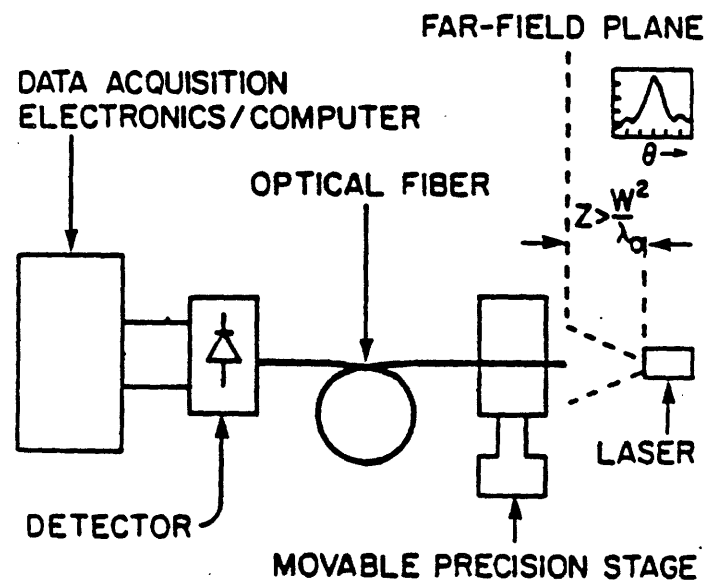 FAR-FIELD PLANE
DATA ACQUISITION
ELECTRONICS/COMPUTER
θ→
OPTICAL FIBER
Z>W²/λ₀
LASER
DETECTOR
MOVABLE PRECISION STAGE